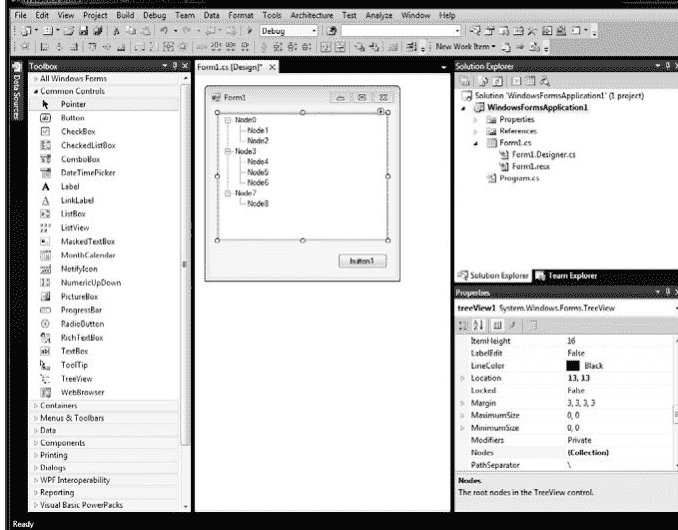 File Edit View Project Build Debug Team Data Format Tools Architecture Test Analyze Window Help
Debug
New Work Item
Data Sources
Toolbox
All Windows Forms
Common Controls
Pointer
Button
CheckBox
CheckedListBox
ComboBox
DateTimePicker
Label
LinkLabel
ListBox
ListView
MaskedTextBox
MonthCalendar
NotifyIcon
NumericUpDown
PictureBox
ProgressBar
RadioButton
RichTextBox
TextBox
ToolTip
TreeView
WebBrowser
Containers
Menus & Toolbars
Data
Components
Printing
Dialogs
WPF Interoperability
Reporting
Visual Basic PowerPacks
Form1.cs [Design]*
Form1
Node0
Node1
Node2
Node3
Node4
Node5
Node6
Node7
Node8
button1
Solution Explorer
Solution 'WindowsFormsApplication1' (1 project)
WindowsFormsApplication1
Properties
References
Form1.cs
Form1.Designer.cs
Form1.resx
Program.cs
Solution Explorer Team Explorer
Properties
treeView1 System.Windows.Forms.TreeView
ItemHeight 16
LabelEdit False
LineColor Black
Location 13, 13
Locked False
Margin 3, 3, 3, 3
MaximumSize 0, 0
MinimumSize 0, 0
Modifiers Private
Nodes (Collection)
PathSeparator \
Nodes
The root nodes in the TreeView control.
Ready